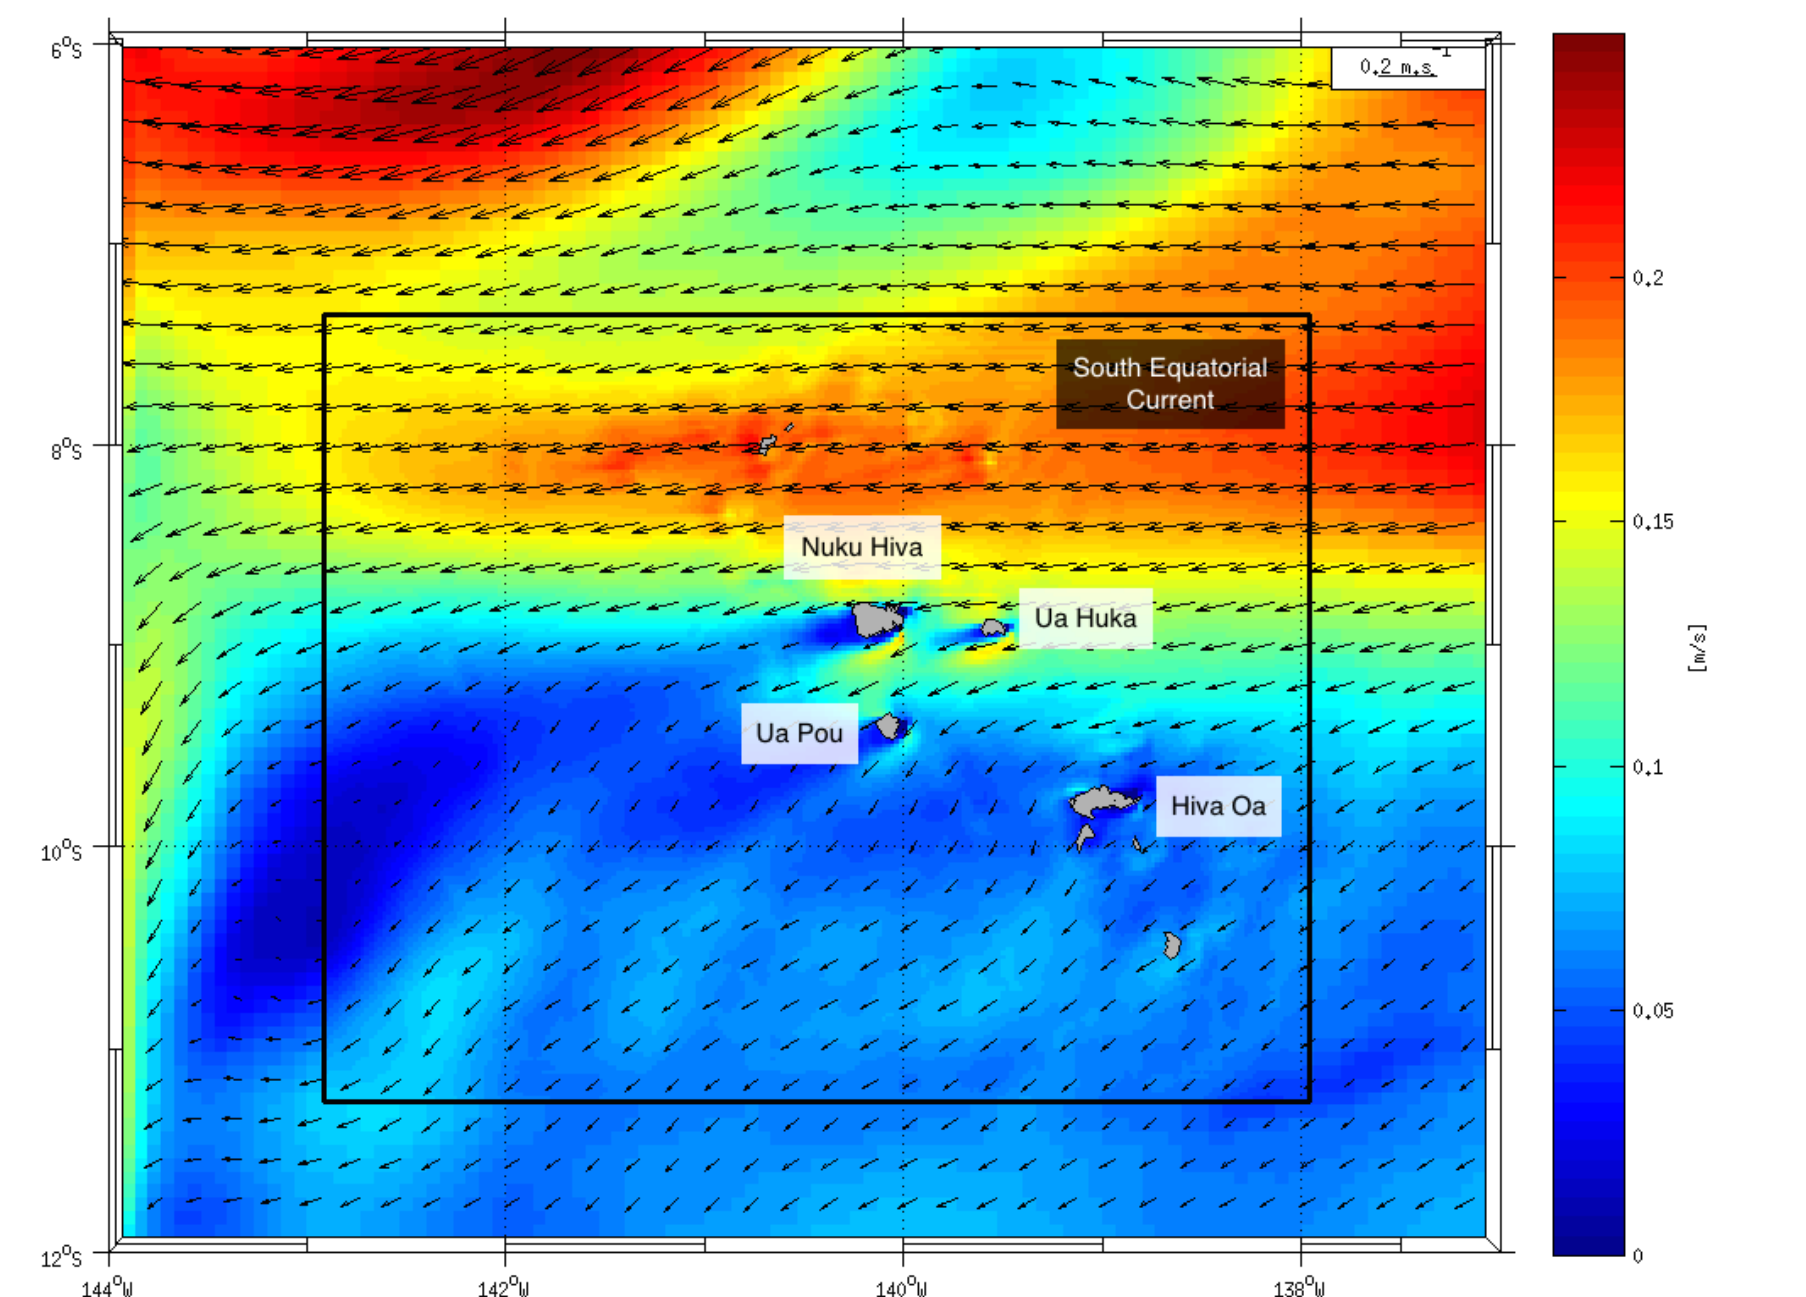 6°S
0.2 m.s.⁻¹
South Equatorial
Current
0.2
8°S
0.15
Nuku Hiva
Ua Huka
[m/s]
Ua Pou
0.1
Hiva Oa
10°S
0.05
12°S
0
144°W
142°W
140°W
138°W